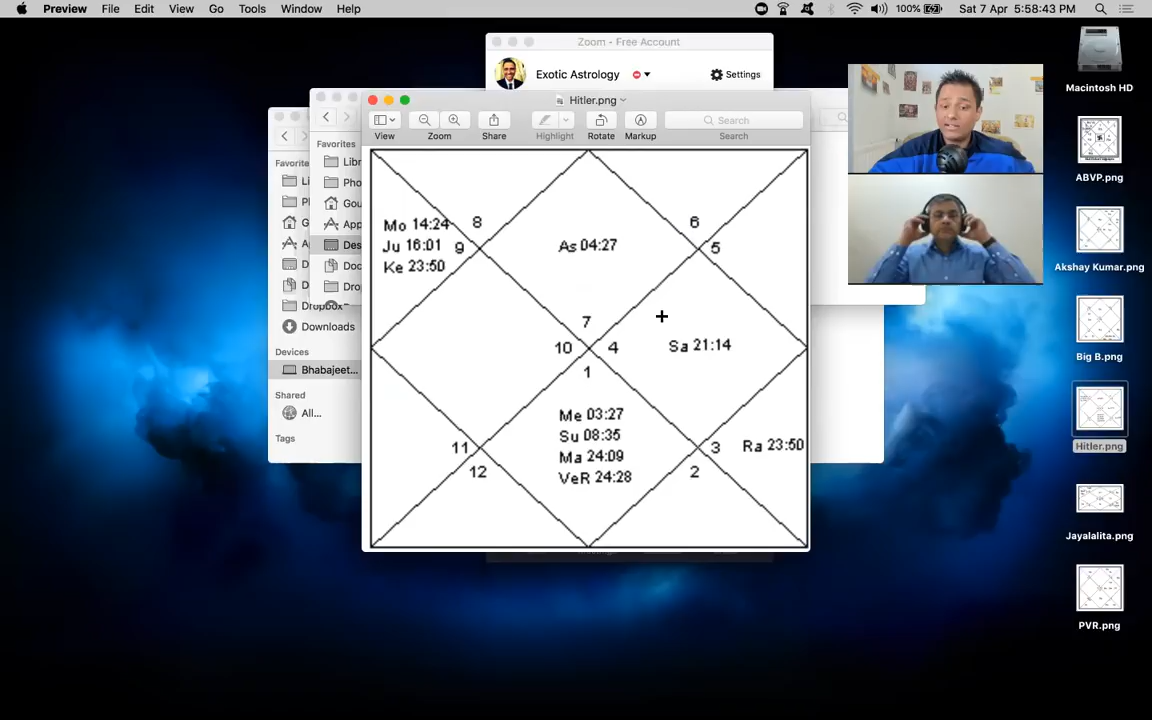 Preview File Edit View Go Tools Window Help
100% Sat 7 Apr 5:58:43 PM
Zoom - Free Account
Exotic Astrology
Settings
Hitler.png
View
Zoom
Share
Highlight
Rotate
Markup
Search
Search
Favorites
Favorites
Dropbox
Downloads
Devices
Bhabajeet...
Shared
All...
Tags
Mo 14:24
Ju 16:01
Ke 23:50
8
9
As 04:27
6
5
7
10
4
1
Sa 21:14
Me 03:27
Su 08:35
Ma 24:09
VeR 24:28
11
12
3
2
Ra 23:50
Macintosh HD
ABVP.png
Akshay Kumar.png
Big B.png
Hitler.png
Jayalalita.png
PVR.png